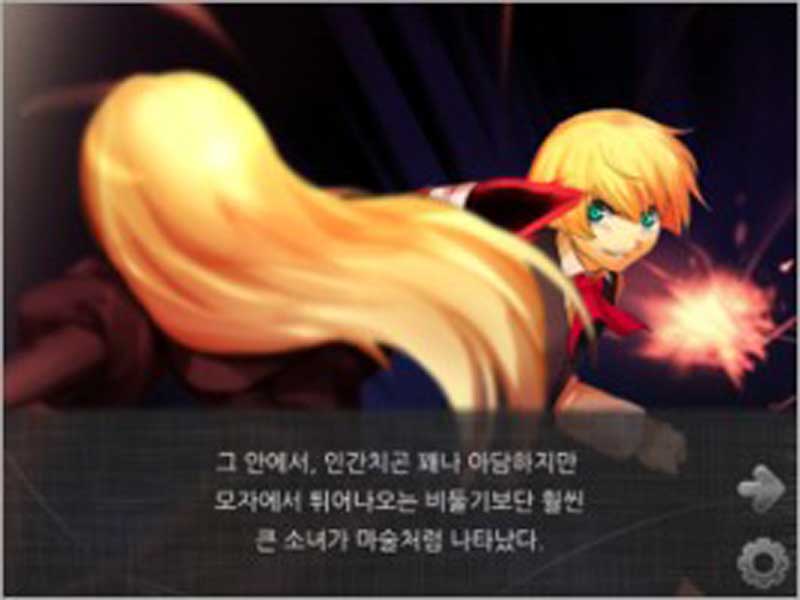 그 안에서, 인간치곤 꽤나 아담하지만
모자에서 튀어나오는 비둘기보단 훨씬
큰 소녀가 마술처럼 나타났다.